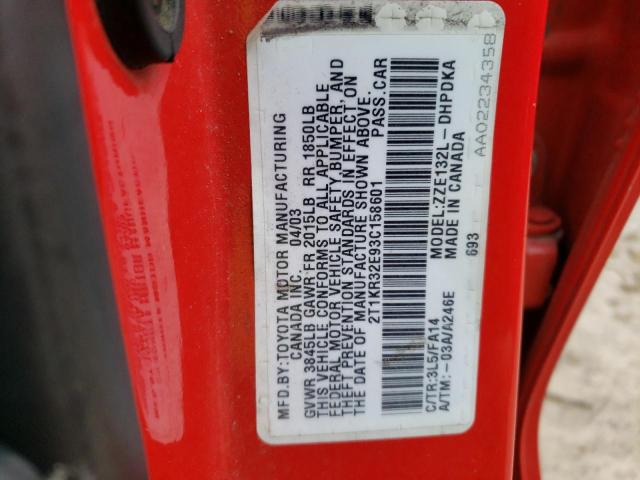 MFD.BY: TOYOTA MOTOR MANUFACTURING
CANADA INC. 04/03
GVWR 3845LB GAWR FR 2015LB RR 1850LB
THIS VEHICLE CONFORMS TO ALL APPLICABLE
FEDERAL MOTOR VEHICLE SAFETY, BUMPER, AND
THEFT PREVENTION STANDARDS IN EFFECT ON
THE DATE OF MANUFACTURE SHOWN ABOVE.
2T1KR32E93C158601 PASS.CAR
C/TR:3L5/FA14 MODEL:ZZE132L-DHPDKA
A/TM:-03A/A246E MADE IN CANADA
693
AA02234358